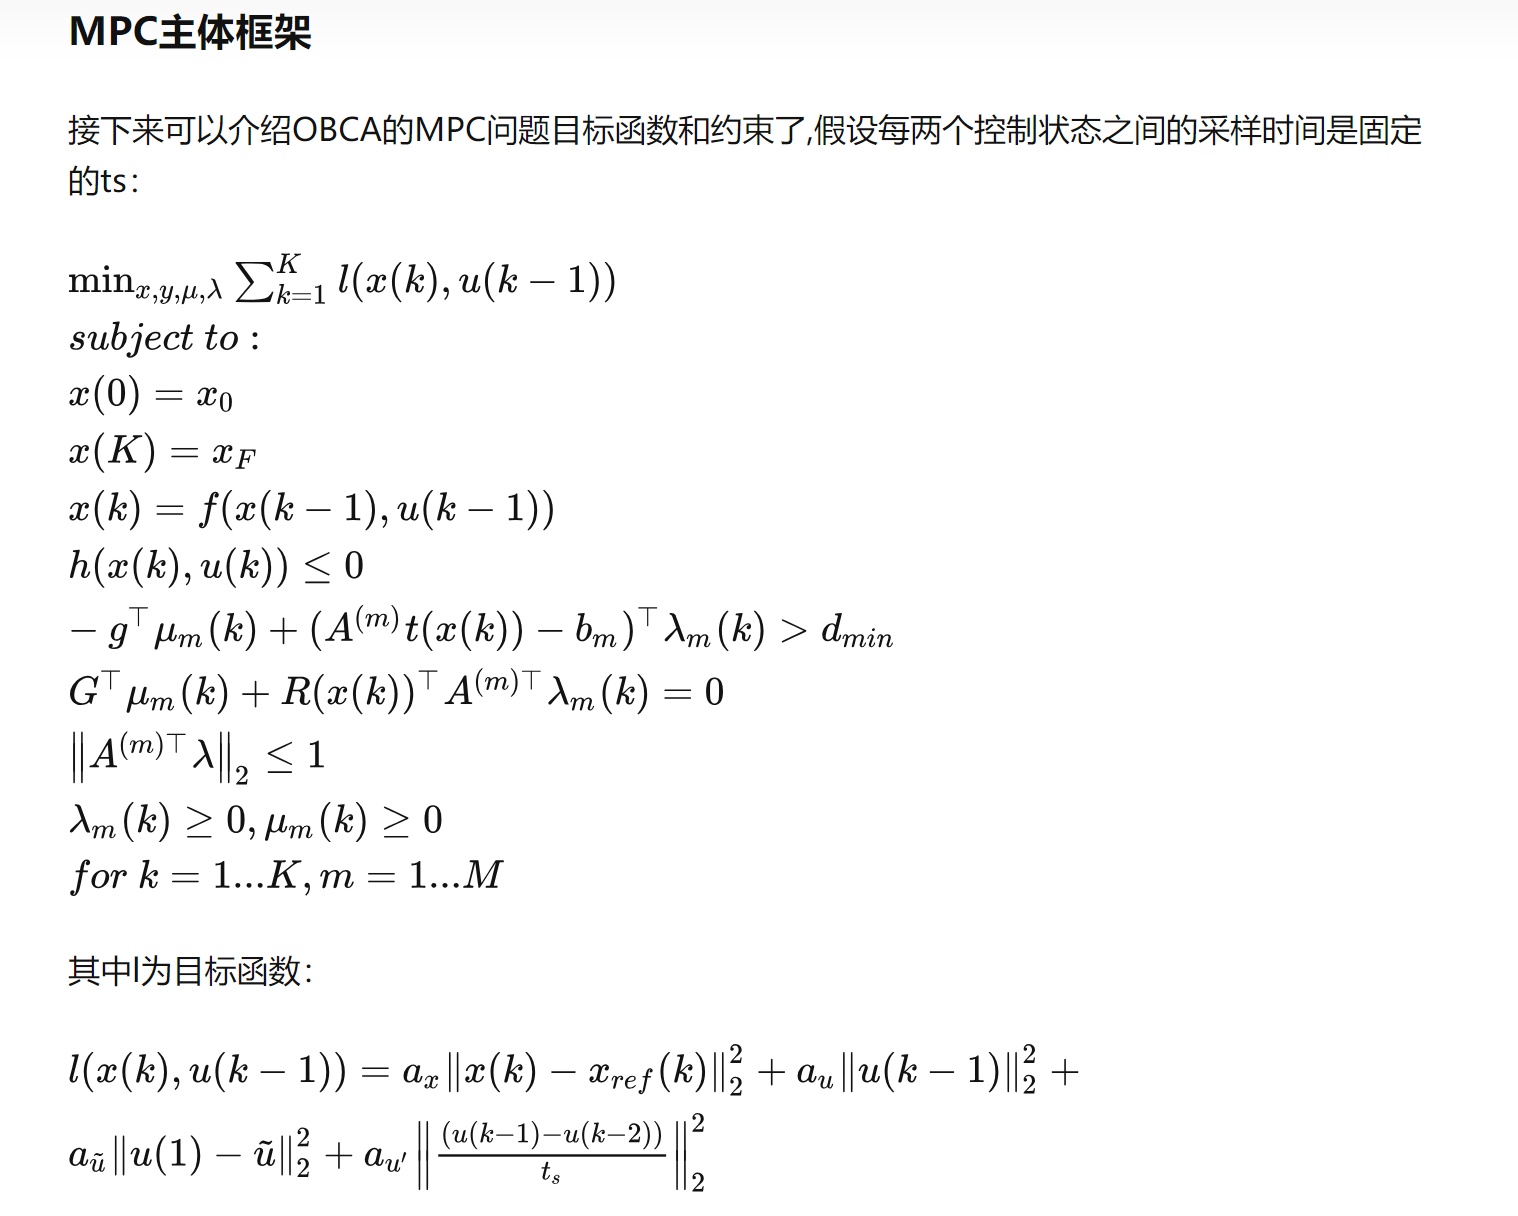 MPC主体框架
接下来可以介绍OBCA的MPC问题目标函数和约束了,假设每两个控制状态之间的采样时间是固定
的ts：
$\min_{x,y,\mu,\lambda} \sum_{k=1}^{K} l(x(k), u(k-1))$
$subject\ to:$
$x(0) = x_0$
$x(K) = x_F$
$x(k) = f(x(k-1), u(k-1))$
$h(x(k), u(k)) \leq 0$
$-g^\top \mu_m(k) + (A^{(m)} t(x(k)) - b_m)^\top \lambda_m(k) > d_{min}$
$G^\top \mu_m(k) + R(x(k))^\top A^{(m)\top} \lambda_m(k) = 0$
$\left\| A^{(m)\top} \lambda \right\|_2 \leq 1$
$\lambda_m(k) \geq 0, \mu_m(k) \geq 0$
$for\ k = 1...K, m = 1...M$
其中l为目标函数：
$l(x(k), u(k-1)) = a_x \|x(k) - x_{ref}(k)\|_2^2 + a_u \|u(k-1)\|_2^2 +$
$a_{\tilde{u}} \|u(1) - \tilde{u}\|_2^2 + a_{u'} \left\| \frac{(u(k-1)-u(k-2))}{t_s} \right\|_2^2$